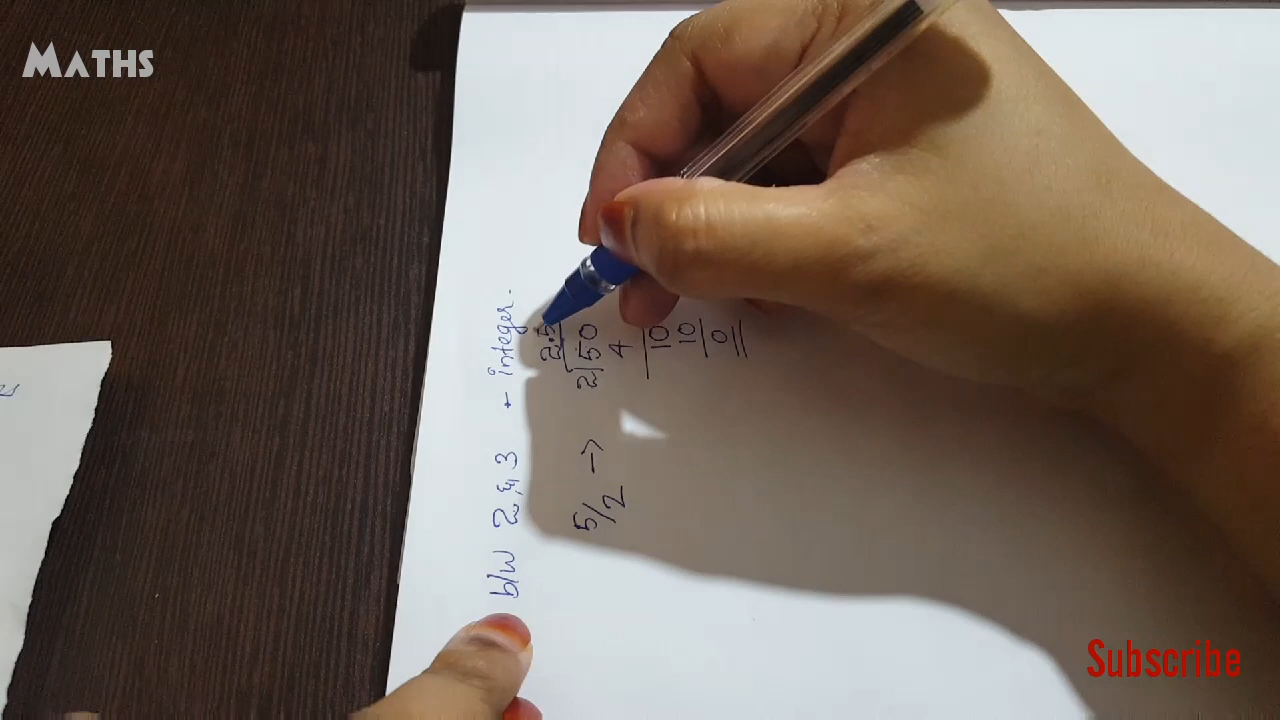 MATHS
b/w 2 & 3 ← integer.
5/2 →
2.5
2|50
4
10
10
0
Subscribe